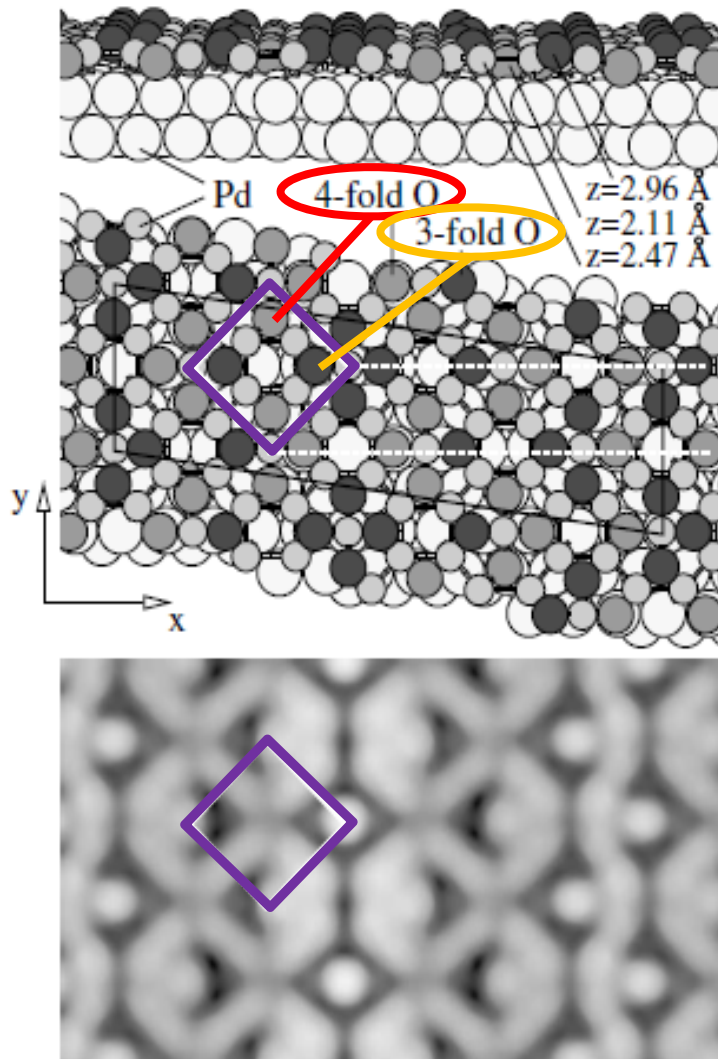 Pd
4-fold O
3-fold O
z=2.96 Å
z=2.11 Å
z=2.47 Å
y
x